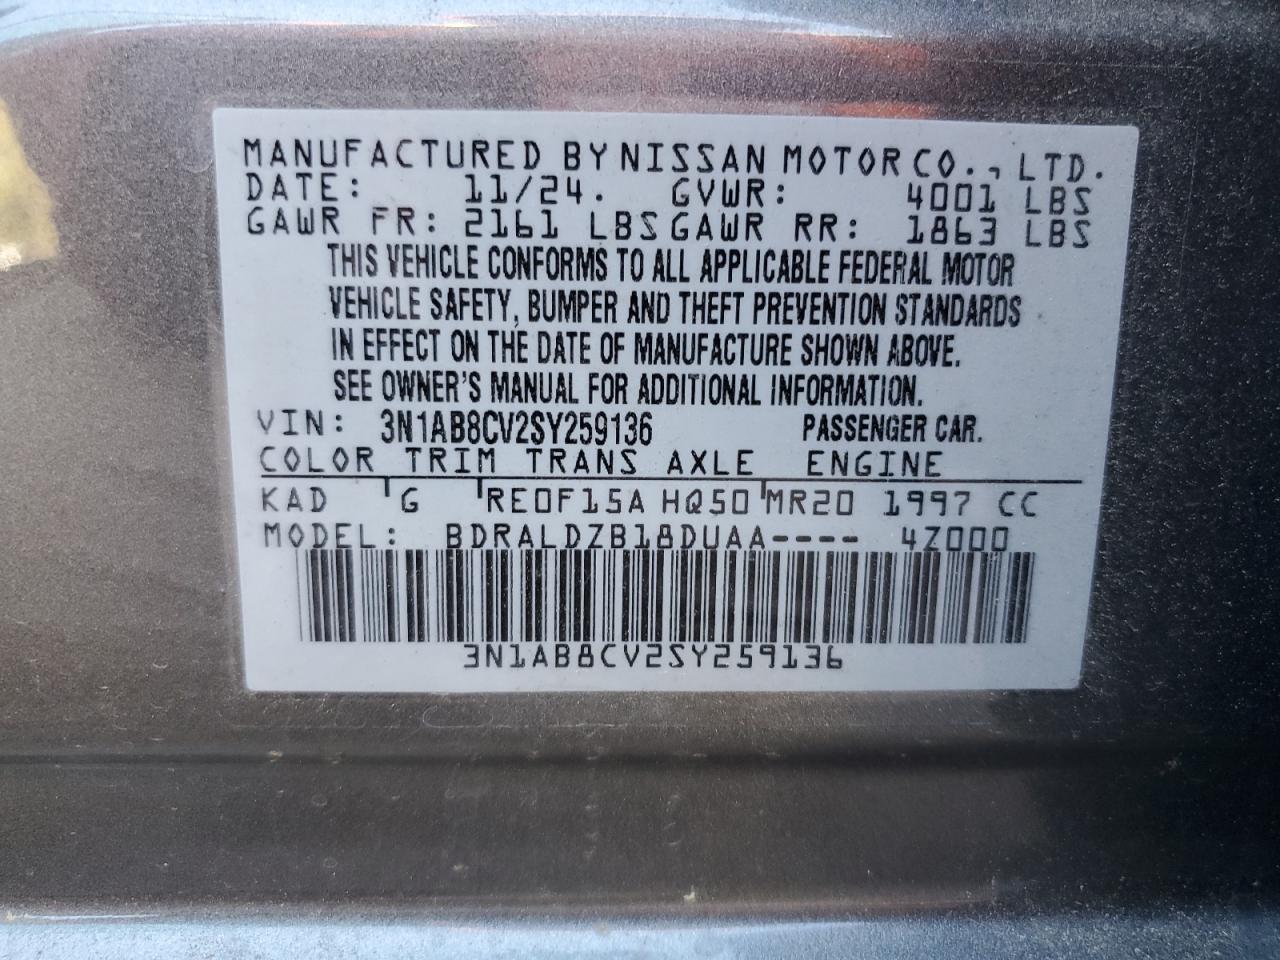 MANUFACTURED BY NISSAN MOTOR CO., LTD.
DATE: 11/24. GVWR: 4001 LBS
GAWR FR: 2161 LBS GAWR RR: 1863 LBS
THIS VEHICLE CONFORMS TO ALL APPLICABLE FEDERAL MOTOR
VEHICLE SAFETY, BUMPER AND THEFT PREVENTION STANDARDS
IN EFFECT ON THE DATE OF MANUFACTURE SHOWN ABOVE.
SEE OWNER'S MANUAL FOR ADDITIONAL INFORMATION.
VIN: 3N1AB8CV2SY259136 PASSENGER CAR.
COLOR TRIM TRANS AXLE ENGINE
KAD G RE0F15A HQ50 MR20 1997 CC
MODEL: BDRALDZB18DUAA---- 4Z000
3N1AB8CV2SY259136